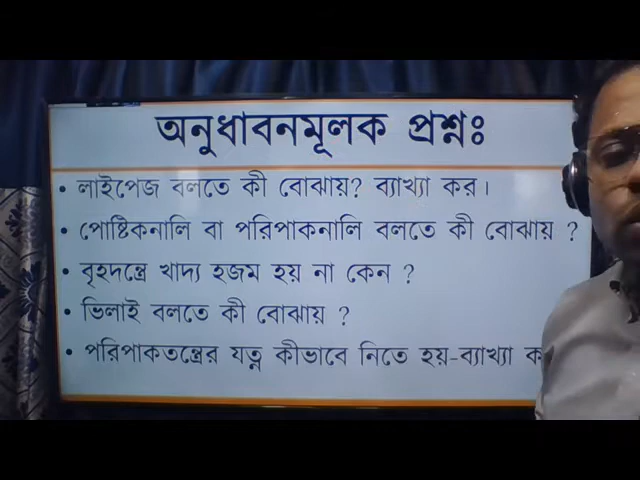 অনুধাবনমূলক প্রশ্নঃ
• লাইপেজ বলতে কী বোঝায়? ব্যাখ্যা কর।
• পোষ্টিকনালি বা পরিপাকনালি বলতে কী বোঝায় ?
• বৃহদন্ত্রে খাদ্য হজম হয় না কেন ?
• ভিলাই বলতে কী বোঝায় ?
• পরিপাকতন্ত্রের যত্ন কীভাবে নিতে হয়-ব্যাখ্যা ক